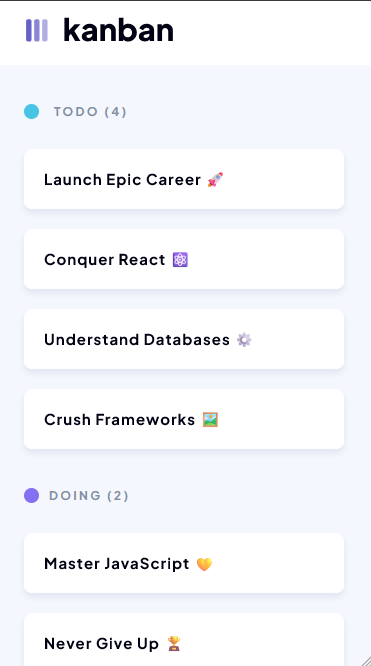 kanban
TODO (4)
Launch Epic Career 🚀
Conquer React ⚛️
Understand Databases ⚙️
Crush Frameworks 🖼️
DOING (2)
Master JavaScript 💛
Never Give Up 🏆